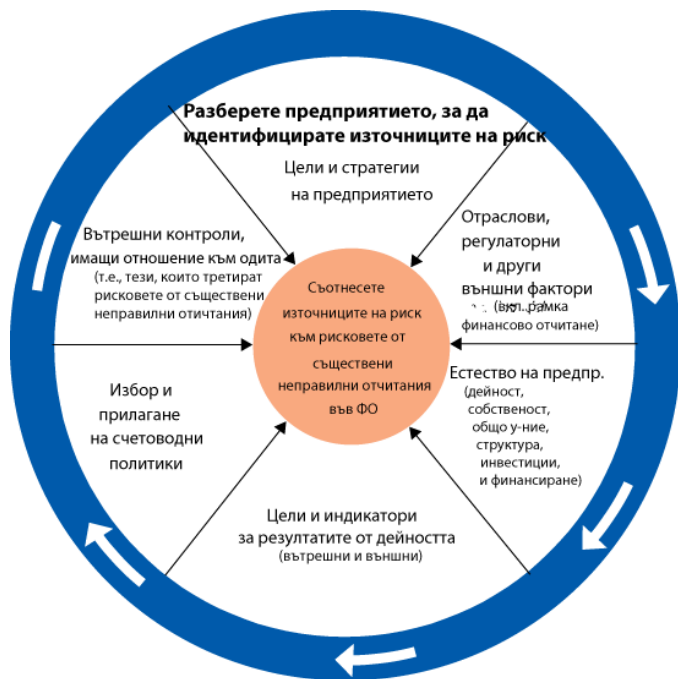 Разберете предприятието, за да
идентифицирате източниците на риск
Цели и стратегии
на предприятието
Отраслови,
регулаторни
и други
външни фактори
(вкл. рамка
финансово отчитане)
Естество на предпр.
(дейност,
собственост,
общо у-ние,
структура,
инвестиции,
и финансиране)
Цели и индикатори
за резултатите от дейността
(вътрешни и външни)
Избор и
прилагане
на счетоводни
политики
Вътрешни контроли,
имащи отношение към одита
(т.е., тези, които третират
рисковете от съществени
неправилни отичтания)
Съотнесете
източниците на риск
към рисковете от
съществени
неправилни отчитания
във ФО